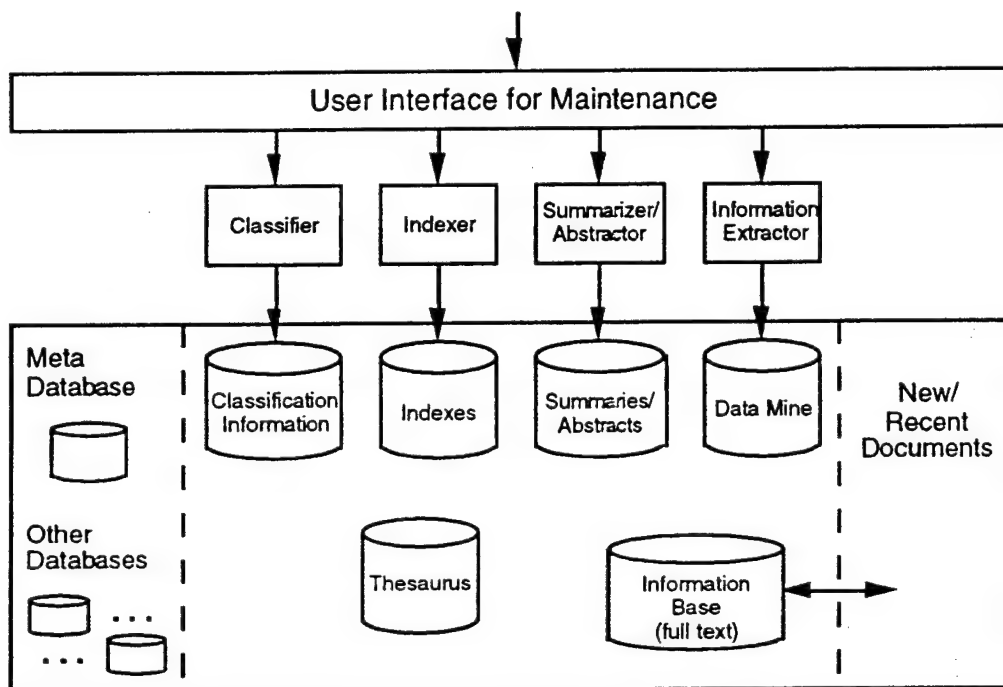 User Interface for Maintenance
Classifier
Indexer
Summarizer/
Abstractor
Information
Extractor
Meta
Database
Classification
Information
Indexes
Summaries/
Abstracts
Data Mine
New/
Recent
Documents
Other
Databases
. . .
. . .
Thesaurus
Information
Base
(full text)